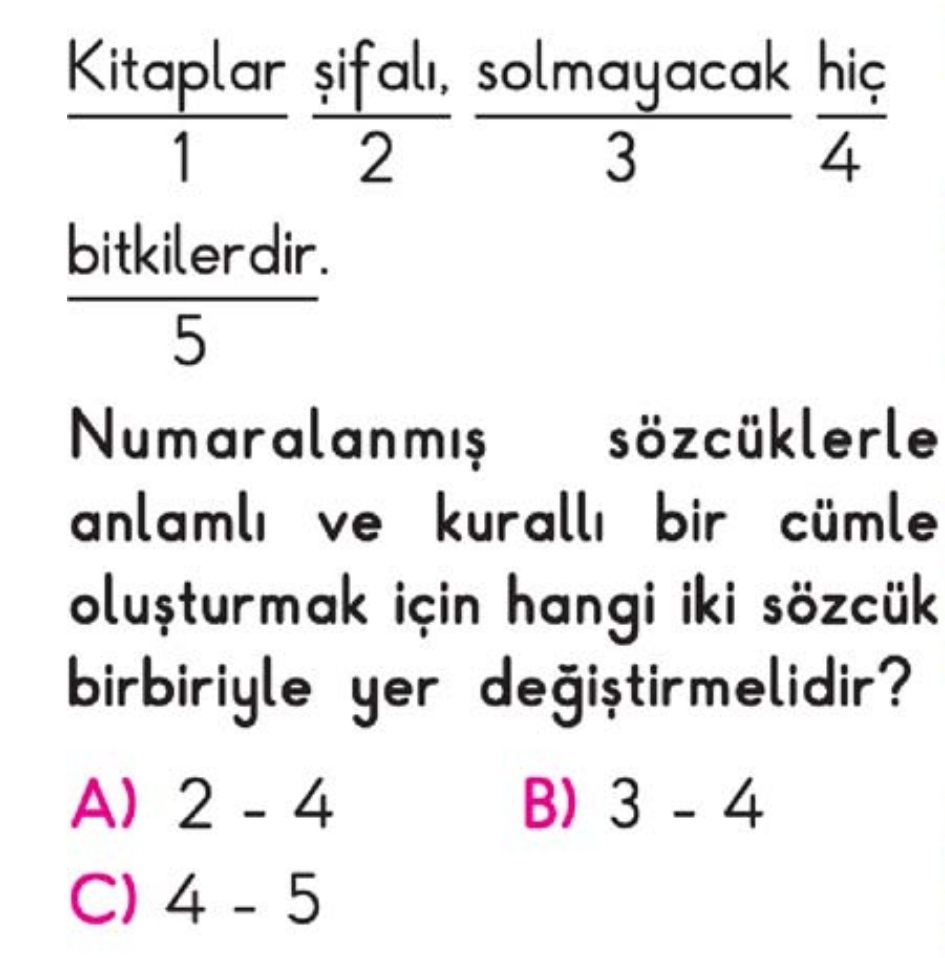 Kitaplar şifalı, solmayacak hiç
1 2 3 4
bitkilerdir.
5
Numaralanmış sözcüklerle
anlamlı ve kurallı bir cümle
oluşturmak için hangi iki sözcük
birbiriyle yer değiştirmelidir?
A) 2 - 4 B) 3 - 4
C) 4 - 5